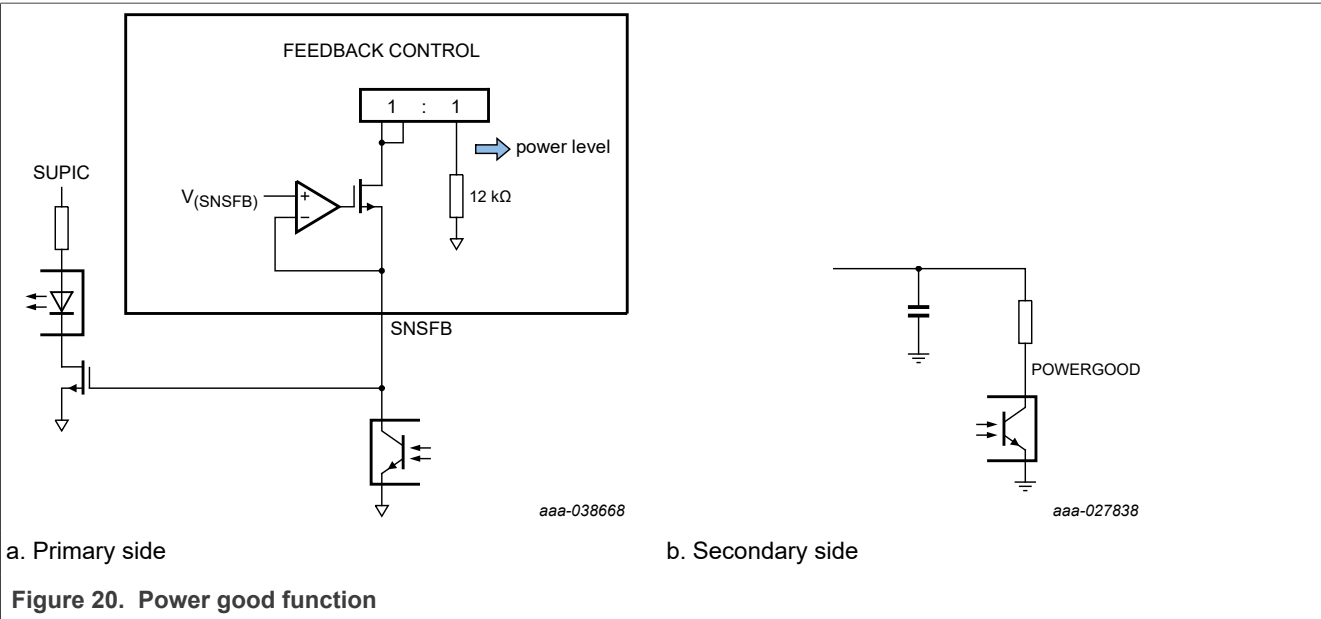 FEEDBACK CONTROL
1 : 1
power level
SUPIC
V(SNSFB)
+
−
12 kΩ
SNSFB
POWERGOOD
aaa-038668
aaa-027838
a. Primary side
b. Secondary side
Figure 20. Power good function